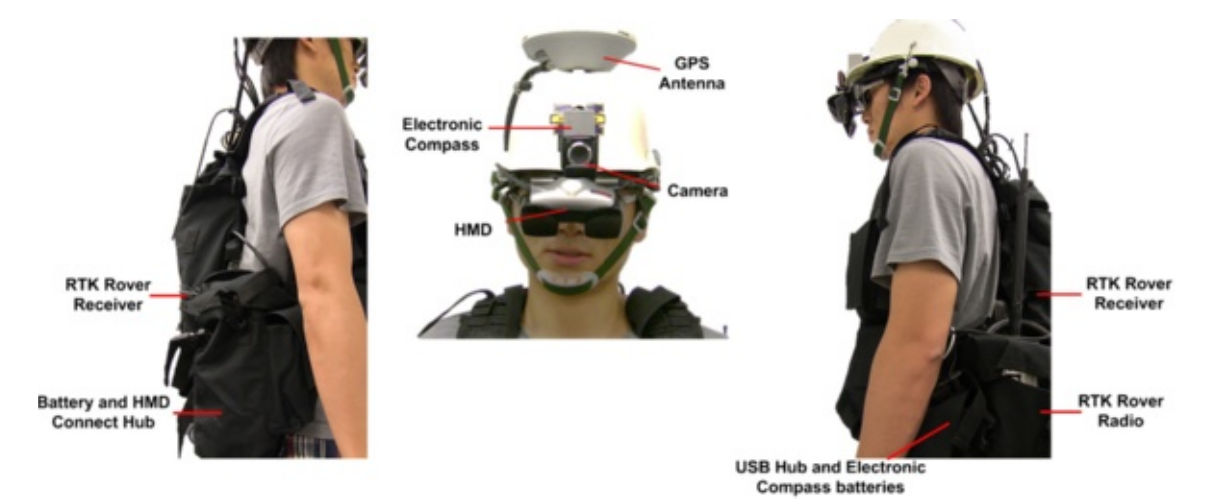 GPS
Antenna
Electronic
Compass
Camera
HMD
RTK Rover
Receiver
Battery and HMD
Connect Hub
RTK Rover
Receiver
RTK Rover
Radio
USB Hub and Electronic
Compass batteries